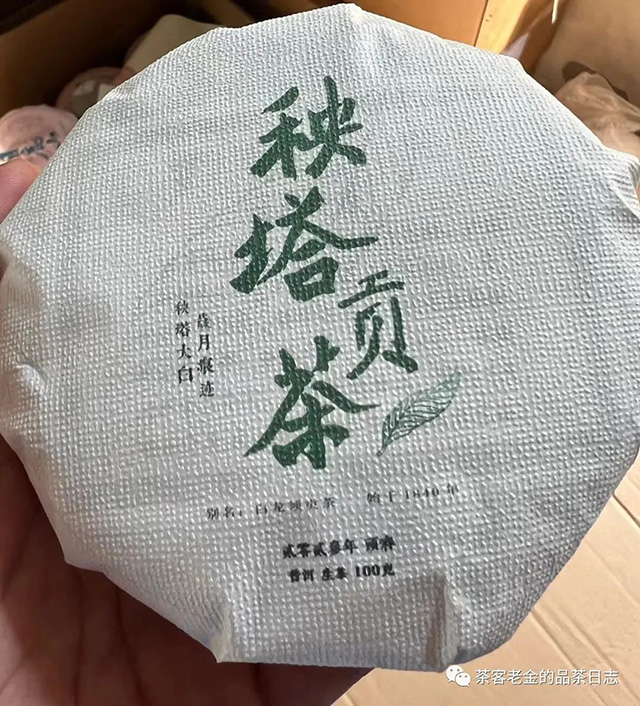 秧塔贡茶
岁月痕迹
秧塔大白
别名：白龙须贡茶 始于1840年
贰零贰叁年 頭春
普洱 生茶 100克
茶客老金的品茶日志